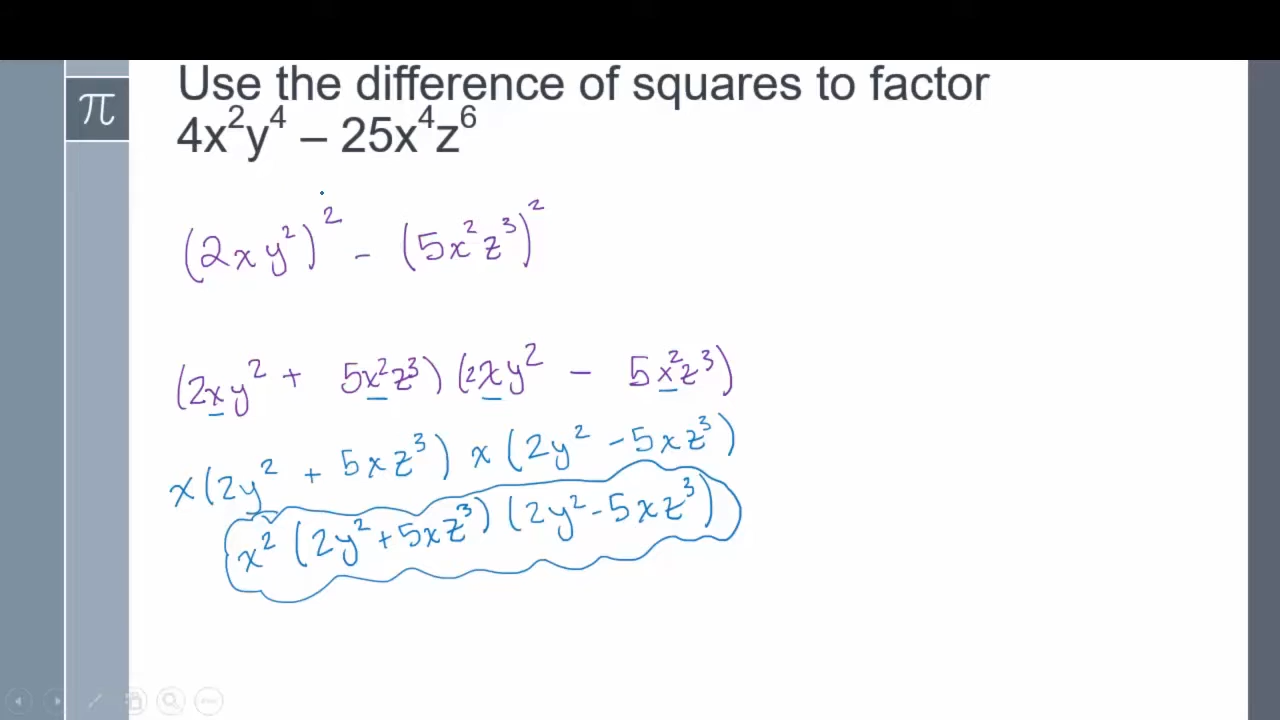 π
Use the difference of squares to factor
4x²y⁴ – 25x⁴z⁶
(2xy²)² - (5x²z³)²
(2xy² + 5x²z³)(2xy² - 5x²z³)
x(2y² + 5xz³) x(2y² - 5xz³)
x²(2y² + 5xz³)(2y² - 5xz³)